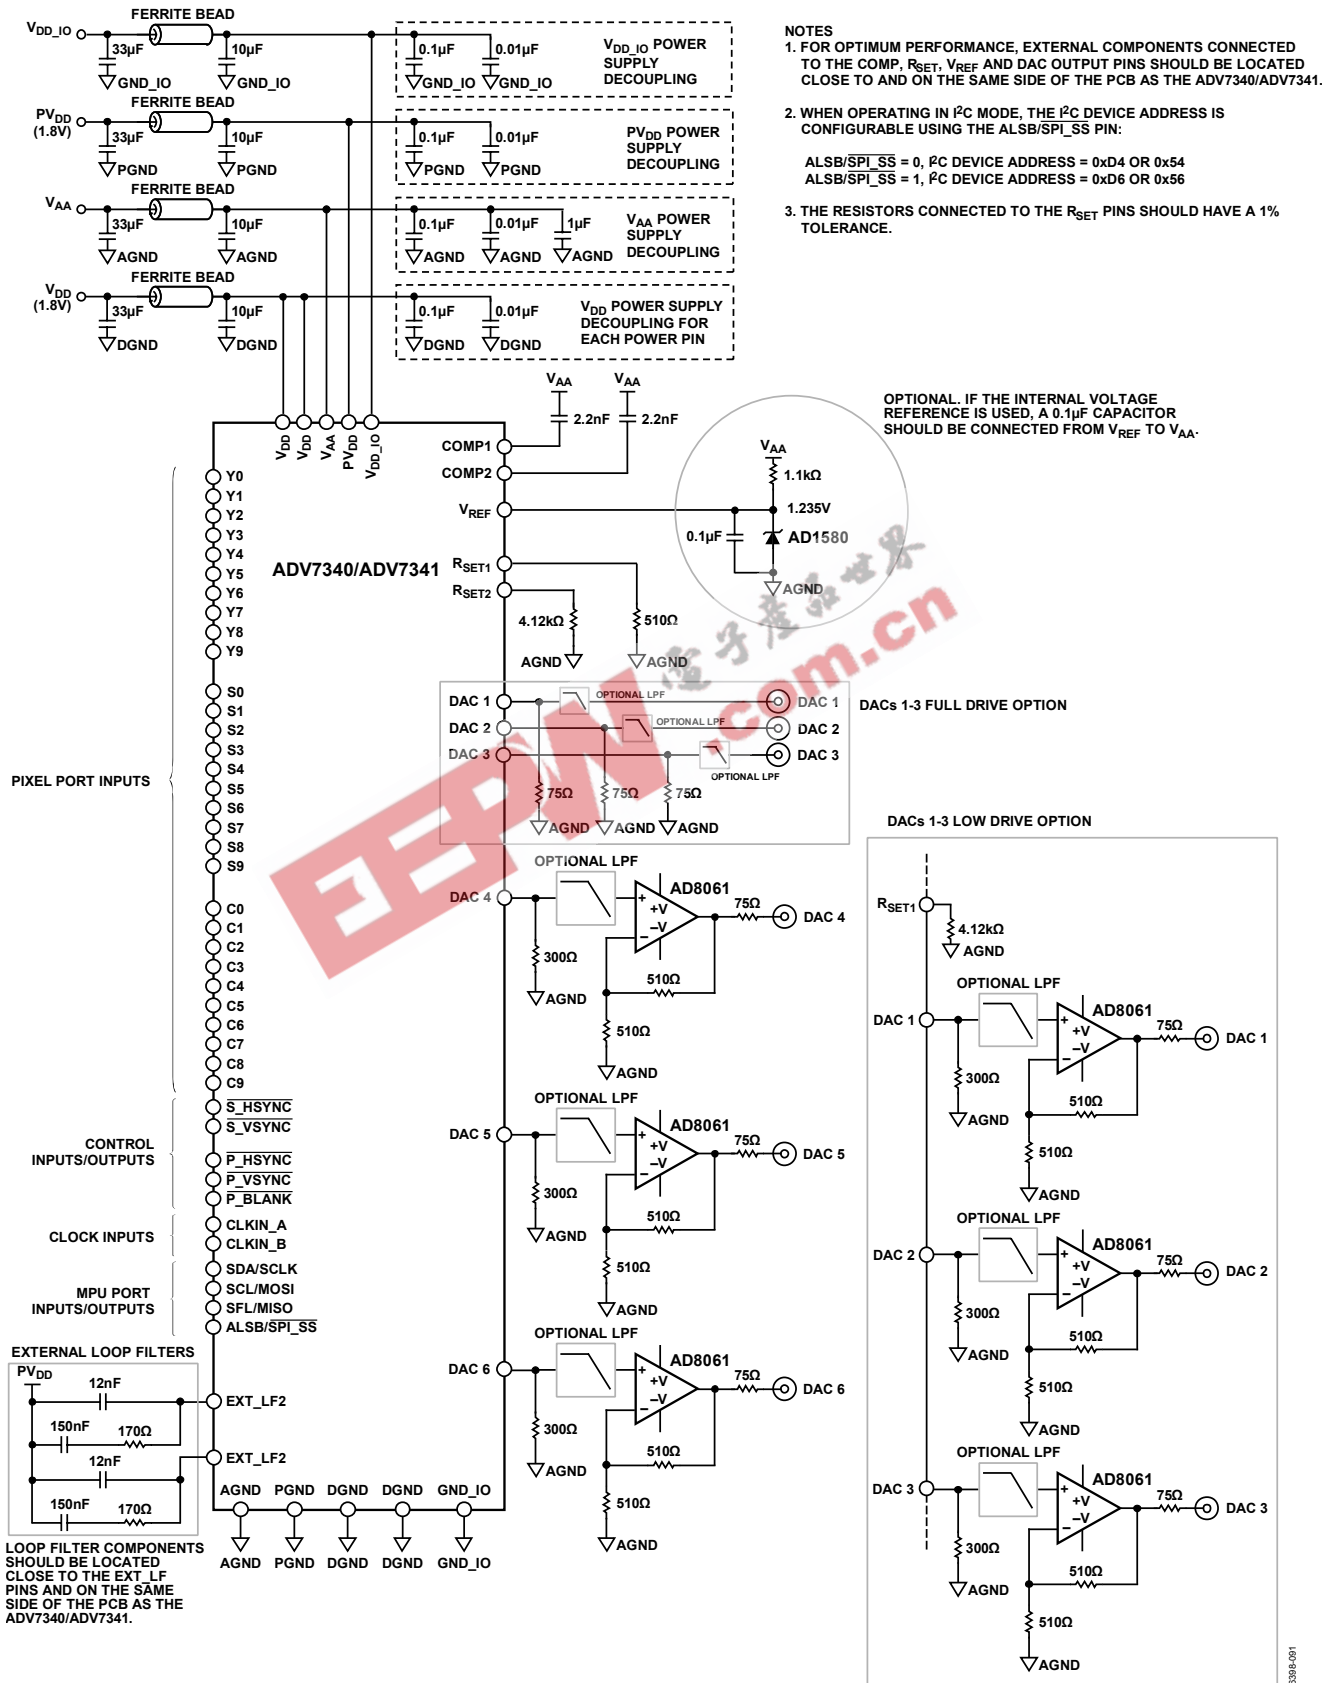 FERRITE BEAD
VDD_IO
33µF
10µF
GND_IO
GND_IO
0.1µF
0.01µF
GND_IO
GND_IO
VDD_IO POWER
SUPPLY
DECOUPLING
FERRITE BEAD
PVDD
(1.8V)
33µF
10µF
PGND
PGND
0.1µF
0.01µF
PGND
PGND
PVDD POWER
SUPPLY
DECOUPLING
FERRITE BEAD
VAA
33µF
10µF
AGND
AGND
0.1µF
0.01µF
1µF
AGND
AGND
AGND
VAA POWER
SUPPLY
DECOUPLING
FERRITE BEAD
VDD
(1.8V)
33µF
10µF
DGND
DGND
0.1µF
0.01µF
DGND
DGND
VDD POWER SUPPLY
DECOUPLING FOR
EACH POWER PIN
NOTES
1. FOR OPTIMUM PERFORMANCE, EXTERNAL COMPONENTS CONNECTED
TO THE COMP, RSET, VREF AND DAC OUTPUT PINS SHOULD BE LOCATED
CLOSE TO AND ON THE SAME SIDE OF THE PCB AS THE ADV7340/ADV7341.
2. WHEN OPERATING IN I2C MODE, THE I2C DEVICE ADDRESS IS
CONFIGURABLE USING THE ALSB/SPI_SS PIN:
ALSB/SPI_SS = 0, I2C DEVICE ADDRESS = 0xD4 OR 0x54
ALSB/SPI_SS = 1, I2C DEVICE ADDRESS = 0xD6 OR 0x56
3. THE RESISTORS CONNECTED TO THE RSET PINS SHOULD HAVE A 1%
TOLERANCE.
VAA
VAA
2.2nF
2.2nF
VDD
VDD
VAA
PVDD
VDD_IO
COMP1
COMP2
VREF
RSET1
RSET2
ADV7340/ADV7341
4.12kΩ
510Ω
AGND
AGND
OPTIONAL. IF THE INTERNAL VOLTAGE
REFERENCE IS USED, A 0.1µF CAPACITOR
SHOULD BE CONNECTED FROM VREF TO VAA.
VAA
1.1kΩ
1.235V
0.1µF
AD1580
AGND
PIXEL PORT INPUTS
Y0
Y1
Y2
Y3
Y4
Y5
Y6
Y7
Y8
Y9
S0
S1
S2
S3
S4
S5
S6
S7
S8
S9
C0
C1
C2
C3
C4
C5
C6
C7
C8
C9
CONTROL
INPUTS/OUTPUTS
S_HSYNC
S_VSYNC
P_HSYNC
P_VSYNC
P_BLANK
CLOCK INPUTS
CLKIN_A
CLKIN_B
MPU PORT
INPUTS/OUTPUTS
SDA/SCLK
SCL/MOSI
SFL/MISO
ALSB/SPI_SS
EXTERNAL LOOP FILTERS
PVDD
12nF
150nF
170Ω
12nF
150nF
170Ω
EXT_LF2
EXT_LF2
LOOP FILTER COMPONENTS
SHOULD BE LOCATED
CLOSE TO THE EXT_LF
PINS AND ON THE SAME
SIDE OF THE PCB AS THE
ADV7340/ADV7341.
AGND PGND DGND DGND GND_IO
AGND PGND DGND DGND GND_IO
DACs 1-3 FULL DRIVE OPTION
DAC 1
OPTIONAL LPF
DAC 1
DAC 2
OPTIONAL LPF
DAC 2
DAC 3
OPTIONAL LPF
DAC 3
75Ω
75Ω
75Ω
AGND
AGND
AGND
OPTIONAL LPF
DAC 4
AD8061
+
+V
–V
–
75Ω
DAC 4
300Ω
510Ω
AGND
510Ω
AGND
OPTIONAL LPF
DAC 5
AD8061
+
+V
–V
–
75Ω
DAC 5
300Ω
510Ω
AGND
510Ω
AGND
OPTIONAL LPF
DAC 6
AD8061
+
+V
–V
–
75Ω
DAC 6
300Ω
510Ω
AGND
510Ω
AGND
DACs 1-3 LOW DRIVE OPTION
RSET1
4.12kΩ
AGND
OPTIONAL LPF
DAC 1
AD8061
+
+V
–V
–
75Ω
DAC 1
300Ω
510Ω
AGND
510Ω
AGND
OPTIONAL LPF
DAC 2
AD8061
+
+V
–V
–
75Ω
DAC 2
300Ω
510Ω
AGND
510Ω
AGND
OPTIONAL LPF
DAC 3
AD8061
+
+V
–V
–
75Ω
DAC 3
300Ω
510Ω
AGND
510Ω
AGND
EEPW
.com.cn
電子産品世界